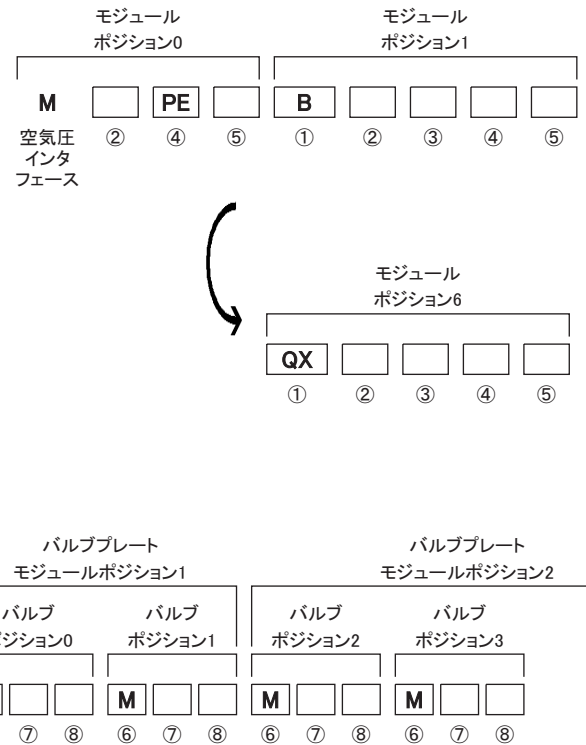 モジュール
ポジション0
モジュール
ポジション1
M PE B
空気圧
インタ
フェース
② ④ ⑤ ① ② ③ ④ ⑤
モジュール
ポジション6
QX
① ② ③ ④ ⑤
バルブプレート
モジュールポジション1
バルブプレート
モジュールポジション2
バルブ
ポジション1
バルブ
ポジション2
バルブ
ポジション3
M M M
⑦ ⑧ ⑥ ⑦ ⑧ ⑥ ⑦ ⑧ ⑥ ⑦ ⑧